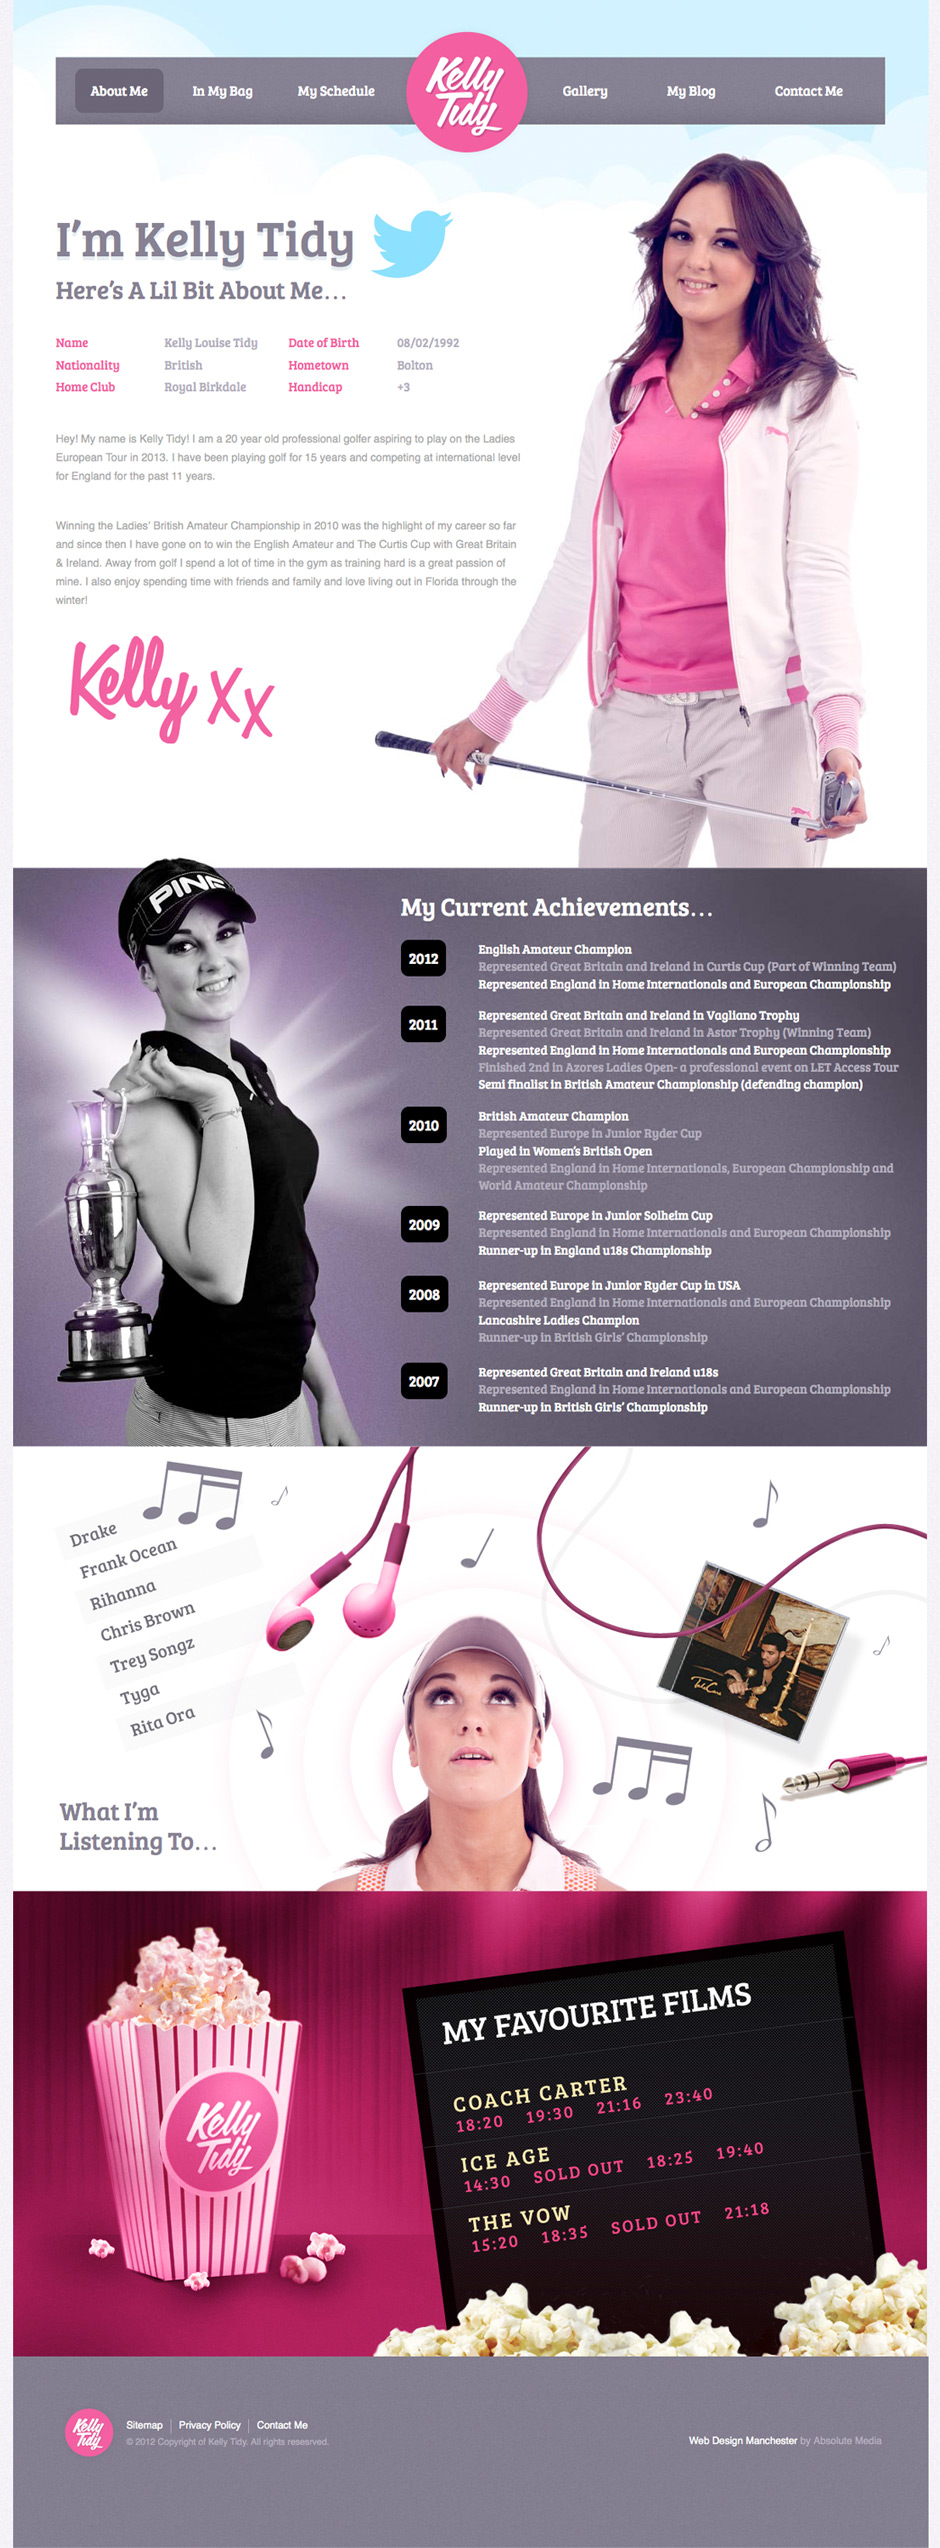 About Me
In My Bag
My Schedule
Kelly
Tidy
Gallery
My Blog
Contact Me
I'm Kelly Tidy
Here's A Lil Bit About Me...
Name Kelly Louise Tidy Date of Birth 08/02/1992
Nationality British Hometown Bolton
Home Club Royal Birkdale Handicap +3
Hey! My name is Kelly Tidy! I am a 20 year old professional golfer aspiring to play on the Ladies
European Tour in 2013. I have been playing golf for 15 years and competing at international level
for England for the past 11 years.
Winning the Ladies' British Amateur Championship in 2010 was the highlight of my career so far
and since then I have gone on to win the English Amateur and The Curtis Cup with Great Britain
& Ireland. Away from golf I spend a lot of time in the gym as training hard is a great passion of
mine. I also enjoy spending time with friends and family and love living out in Florida through the
winter!
Kelly xx
PING
My Current Achievements...
2012
English Amateur Champion
Represented Great Britain and Ireland in Curtis Cup (Part of Winning Team)
Represented England in Home Internationals and European Championship
2011
Represented Great Britain and Ireland in Vagliano Trophy
Represented Great Britain and Ireland in Astor Trophy (Winning Team)
Represented England in Home Internationals and European Championship
Finished 2nd in Azores Ladies Open- a professional event on LET Access Tour
Semi finalist in British Amateur Championship (defending champion)
2010
British Amateur Champion
Represented Europe in Junior Ryder Cup
Played in Women's British Open
Represented England in Home Internationals, European Championship and
World Amateur Championship
2009
Represented Europe in Junior Solheim Cup
Represented England in Home Internationals and European Championship
Runner-up in England u18s Championship
2008
Represented Europe in Junior Ryder Cup in USA
Represented England in Home Internationals and European Championship
Lancashire Ladies Champion
Runner-up in British Girls' Championship
2007
Represented Great Britain and Ireland u18s
Represented England in Home Internationals and European Championship
Runner-up in British Girls' Championship
Drake
Frank Ocean
Rihanna
Chris Brown
Trey Songz
Tyga
Rita Ora
Take Care
What I'm
Listening To...
Kelly
Tidy
MY FAVOURITE FILMS
COACH CARTER
18:20 19:30 21:16 23:40
ICE AGE
14:30 SOLD OUT 18:25 19:40
THE VOW
15:20 18:35 SOLD OUT 21:18
Kelly
Tidy
Sitemap
Privacy Policy
Contact Me
© 2012 Copyright of Kelly Tidy. All rights resserved.
Web Design Manchester by Absolute Media